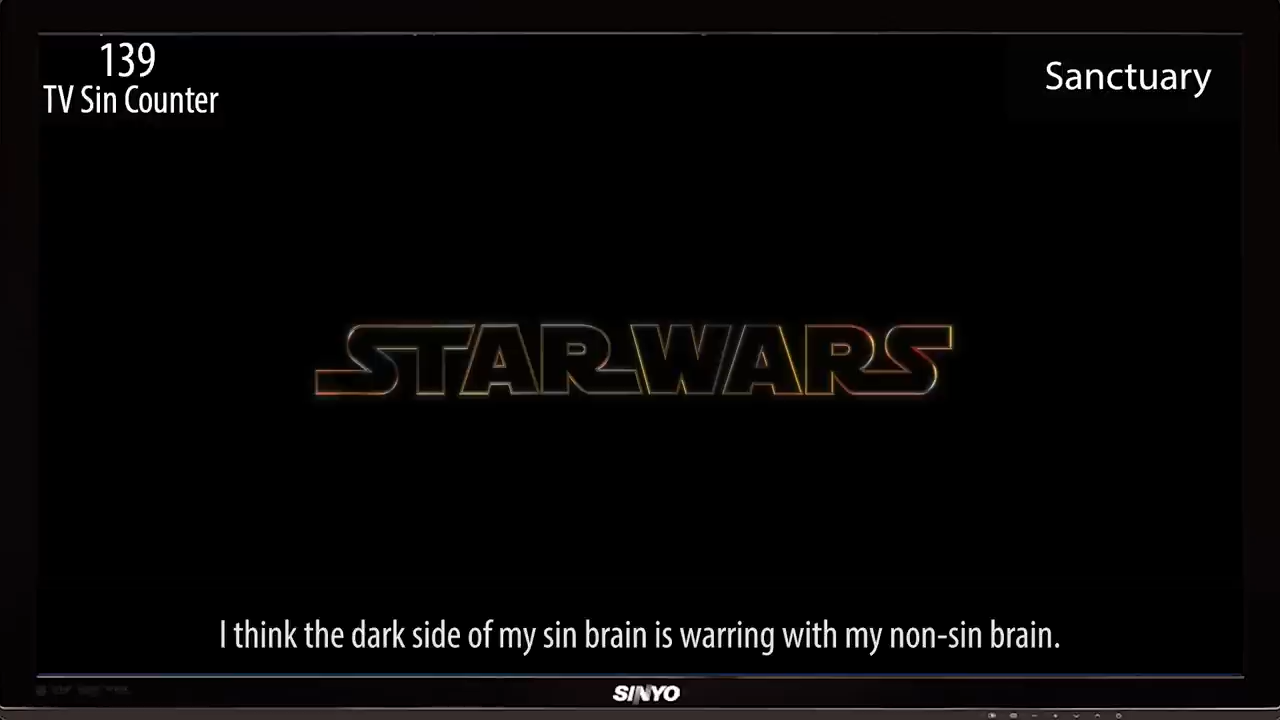 139
TV Sin Counter
Sanctuary
STAR WARS
I think the dark side of my sin brain is warring with my non-sin brain.
SINYO